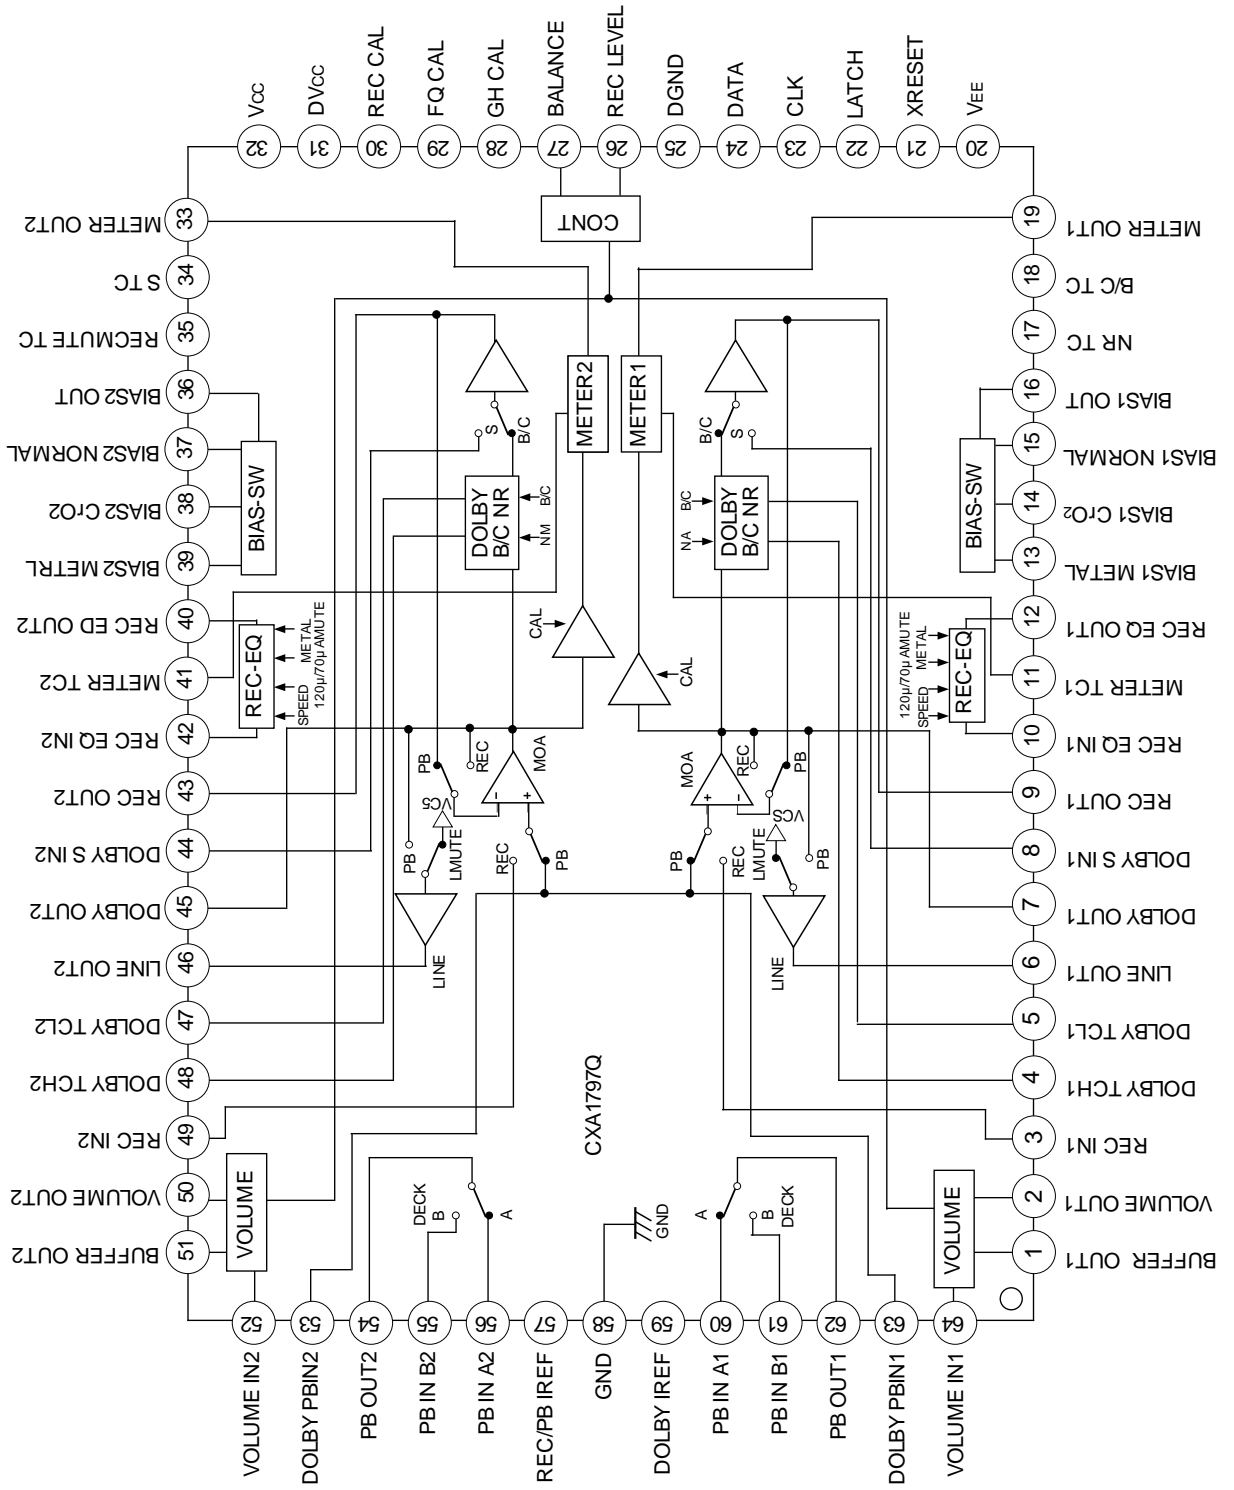 VCC
DVCC
REC CAL
FQ CAL
GH CAL
BALANCE
REC LEVEL
DGND
DATA
CLK
LATCH
XRESET
VEE
32
31
30
29
28
27
26
25
24
23
22
21
20
CONT
METER OUT2
33
S TC
34
RECMUTE TC
35
BIAS2 OUT
36
BIAS2 NORMAL
37
BIAS2 CrO2
38
BIAS2 METRL
39
REC ED OUT2
40
METER TC2
41
REC EQ IN2
42
REC OUT2
43
DOLBY S IN2
44
DOLBY OUT2
45
LINE OUT2
46
DOLBY TCL2
47
DOLBY TCH2
48
REC IN2
49
VOLUME OUT2
50
BUFFER OUT2
51
BIAS-SW
REC-EQ
METAL
120μ/70μ AMUTE
SPEED
S
B/C
DOLBY
B/C NR
B/C
NM
METER2
METER1
CAL
CAL
PB
REC
MOA
VC5
PB
LMUTE
REC
PB
LINE
B/C
S
B/C
NA
DOLBY
B/C NR
MOA
REC
PB
VCS
PB
REC
LMUTE
PB
LINE
BIAS-SW
120μ/70μ AMUTE
METAL
SPEED
REC-EQ
19
METER OUT1
18
B/C TC
17
NR TC
16
BIAS1 OUT
15
BIAS1 NORMAL
14
BIAS1 CrO2
13
BIAS1 METAL
12
REC EQ OUT1
11
METER TC1
10
REC EQ IN1
9
REC OUT1
8
DOLBY S IN1
7
DOLBY OUT1
6
LINE OUT1
5
DOLBY TCL1
4
DOLBY TCH1
3
REC IN1
2
VOLUME OUT1
1
BUFFER OUT1
CXA1797Q
VOLUME
DECK
B
A
GND
A
B
DECK
VOLUME
52
53
54
55
56
57
58
59
60
61
62
63
64
VOLUME IN2
DOLBY PBIN2
PB OUT2
PB IN B2
PB IN A2
REC/PB IREF
GND
DOLBY IREF
PB IN A1
PB IN B1
PB OUT1
DOLBY PBIN1
VOLUME IN1